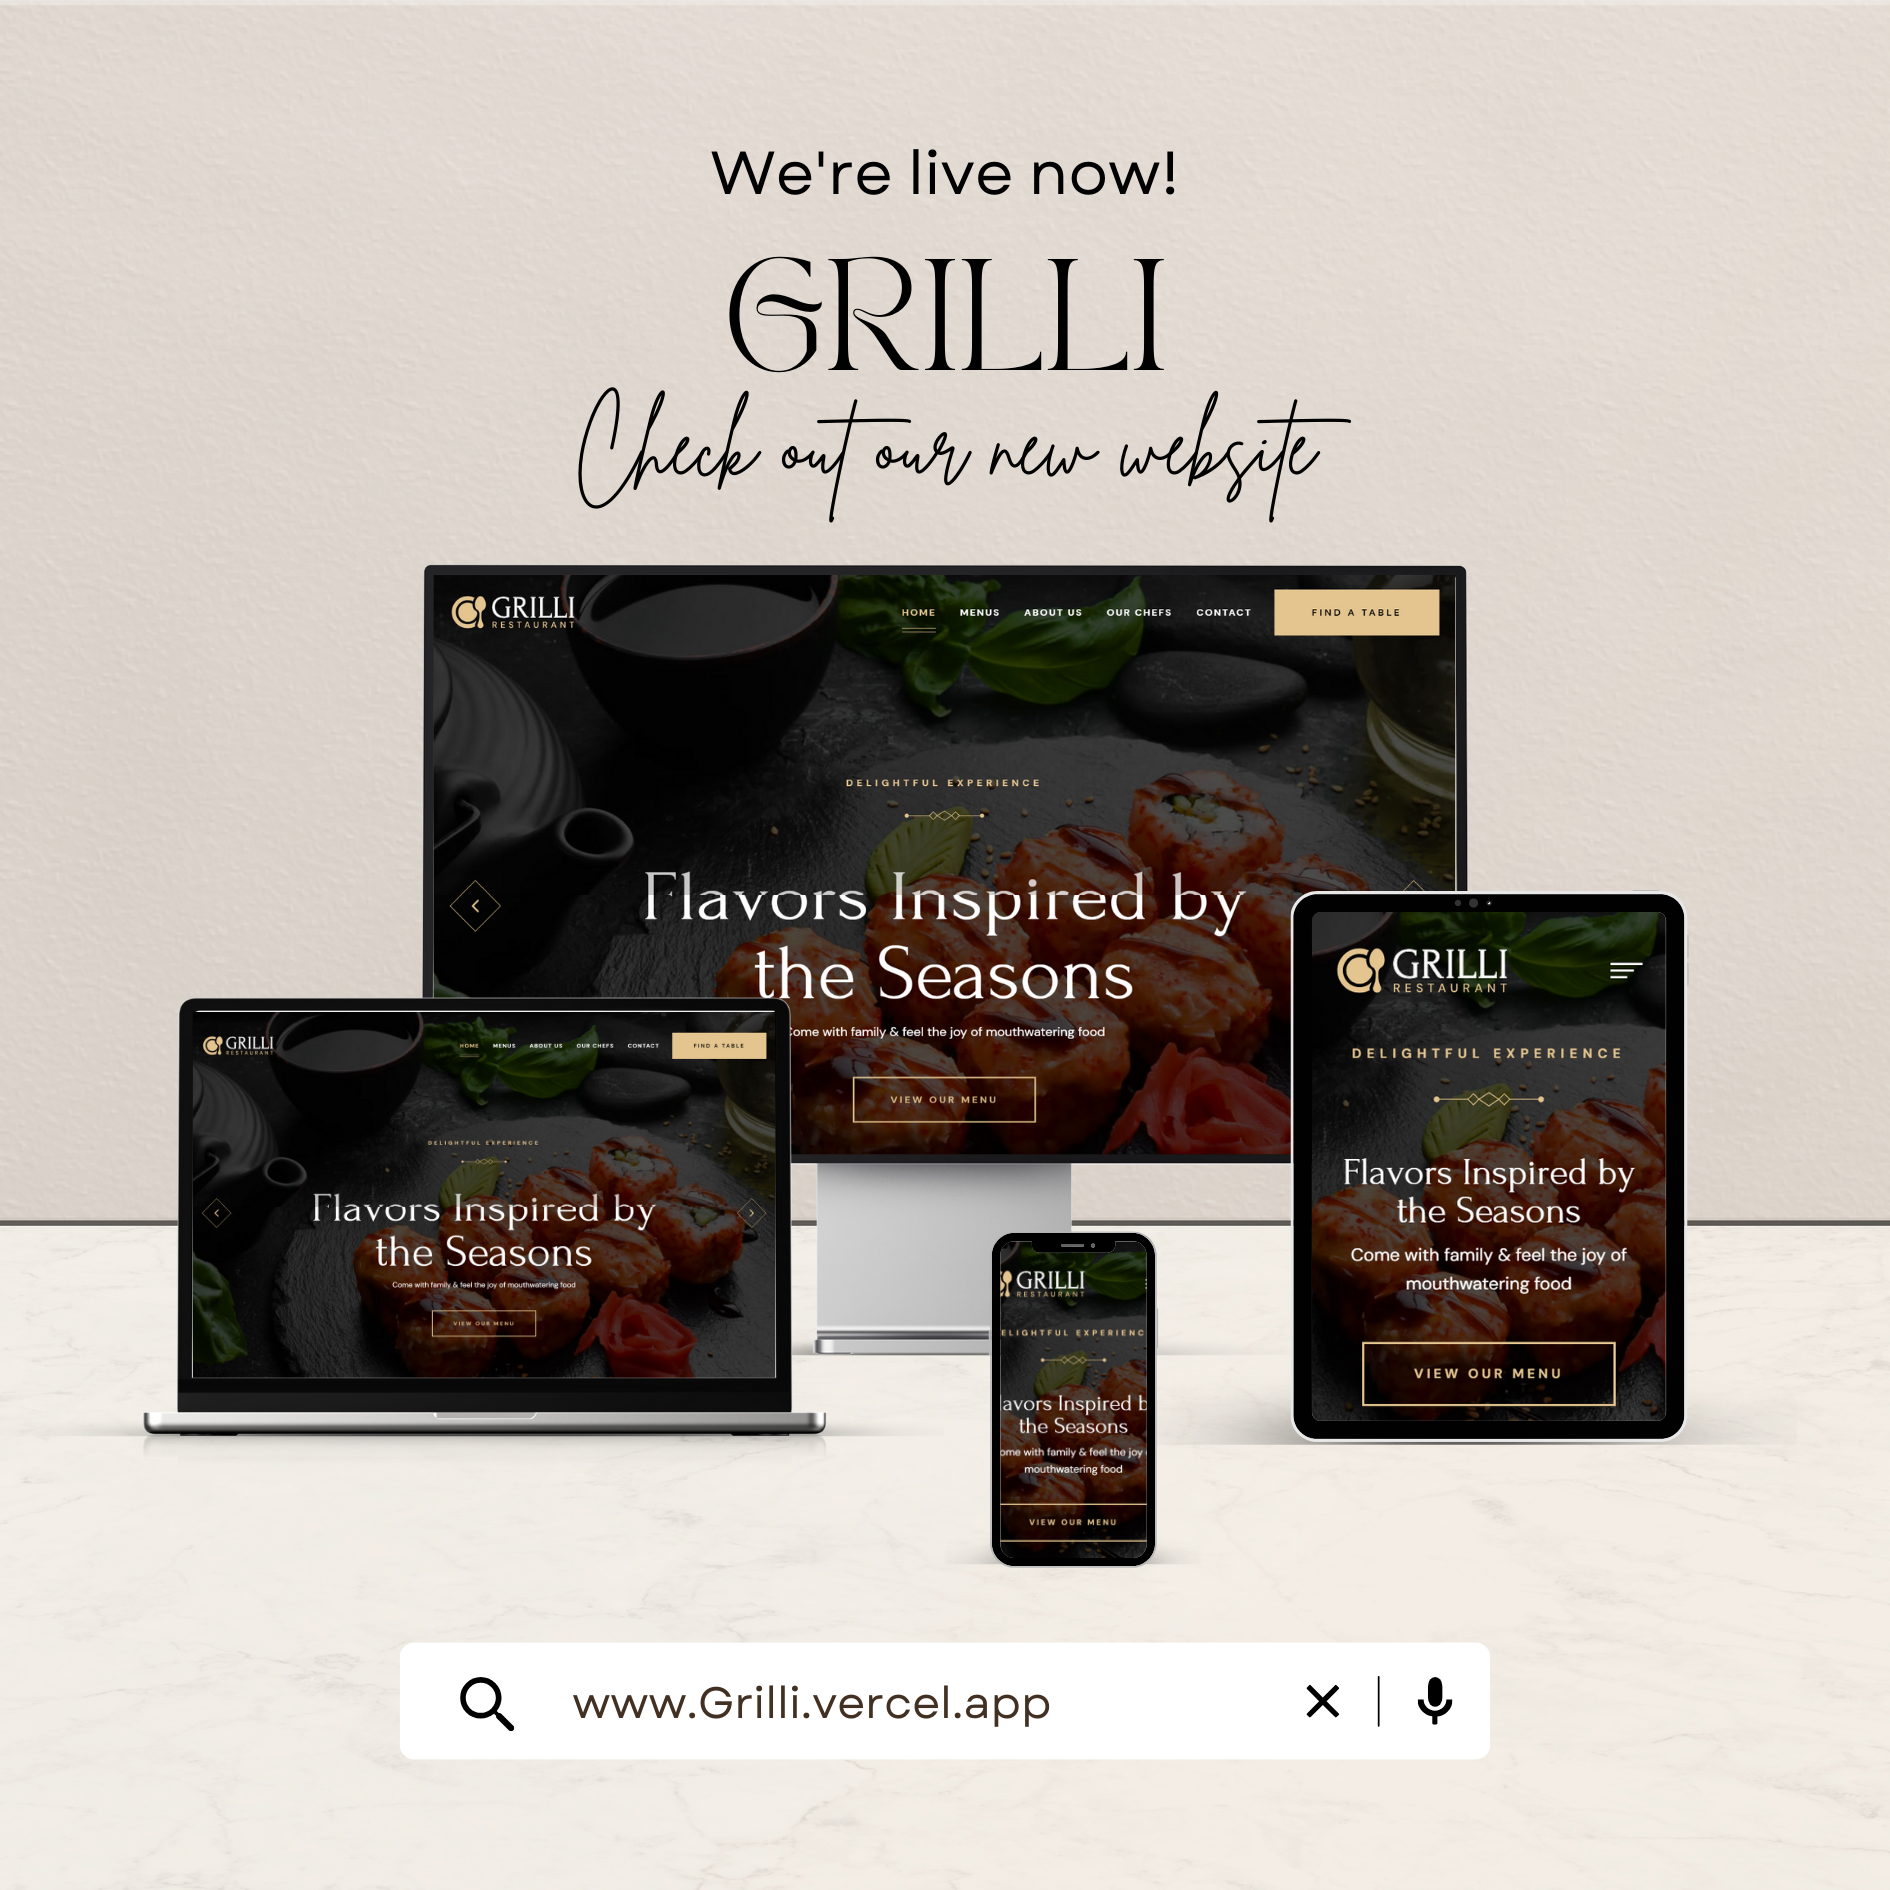 We're live now!
GRILLI
Check out our new website
GRILLI
RESTAURANT
HOME MENUS ABOUT US OUR CHEFS CONTACT FIND A TABLE
DELIGHTFUL EXPERIENCE
Flavors Inspired by
the Seasons
Come with family & feel the joy of mouthwatering food
VIEW OUR MENU
GRILLI
RESTAURANT
HOME MENUS ABOUT US OUR CHEFS CONTACT FIND A TABLE
DELIGHTFUL EXPERIENCE
Flavors Inspired by
the Seasons
Come with family & feel the joy of mouthwatering food
VIEW OUR MENU
GRILLI
RESTAURANT
ELIGHTFUL EXPERIENC
avors Inspired b
the Seasons
ome with family & feel the joy
mouthwatering food
VIEW OUR MENU
GRILLI
RESTAURANT
DELIGHTFUL EXPERIENCE
Flavors Inspired by
the Seasons
Come with family & feel the joy of
mouthwatering food
VIEW OUR MENU
www.Grilli.vercel.app